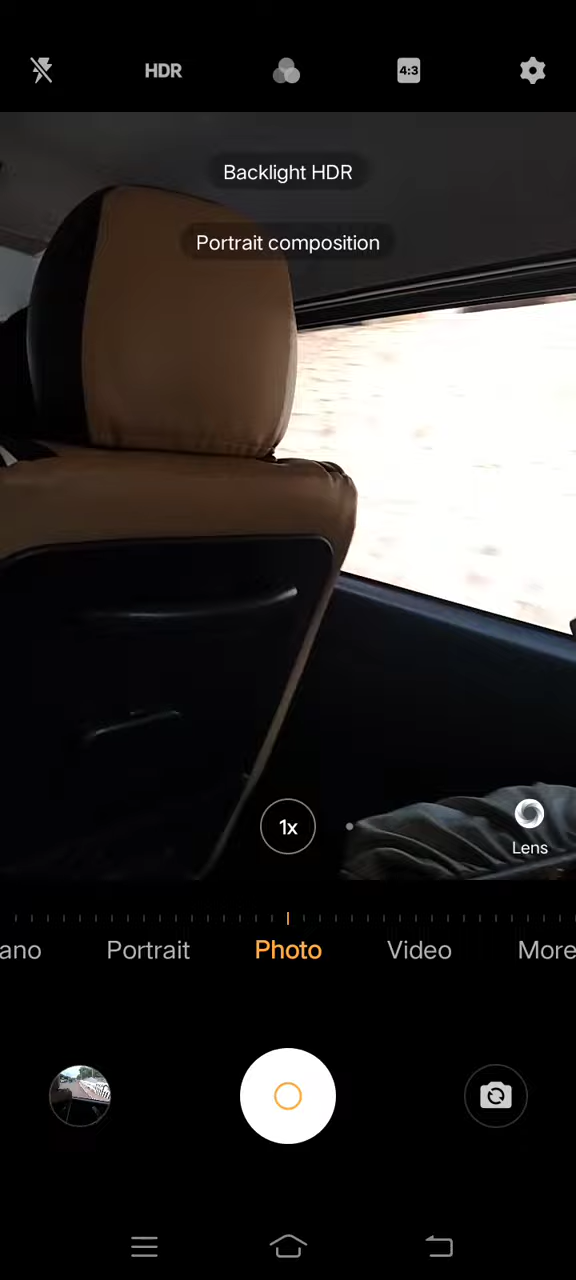 HDR
4:3
Backlight HDR
Portrait composition
1x
Lens
ano
Portrait
Photo
Video
More